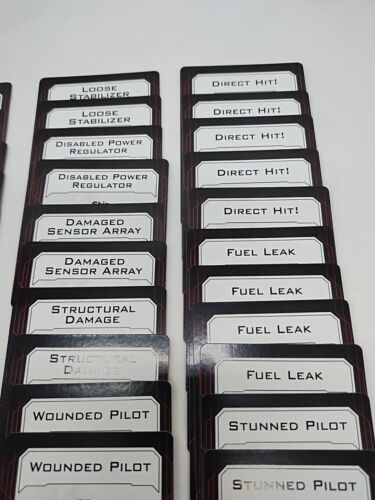 Loose
Stabilizer
Loose
Stabilizer
Disabled Power
Regulator
Disabled Power
Regulator
Ship
Damaged
Sensor Array
Damaged
Sensor Array
Structural
Damage
Structural
Damage
Wounded Pilot
Wounded Pilot
Direct Hit!
Direct Hit!
Direct Hit!
Direct Hit!
Direct Hit!
Fuel Leak
Fuel Leak
Fuel Leak
Fuel Leak
Stunned Pilot
Stunned Pilot